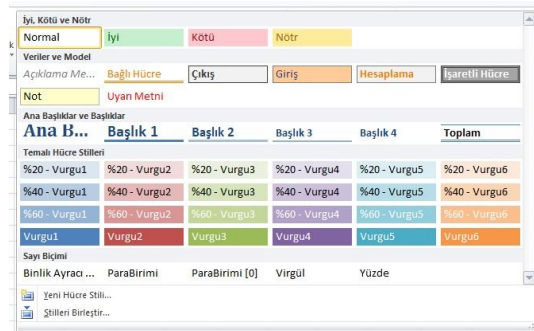 İyi, Kötü ve Nötr
Normal İyi Kötü Nötr
Veriler ve Model
Açıklama Me... Bağlı Hücre Çıkış Giriş Hesaplama İşaretli Hücre
Not Uyarı Metni
Ana Başlıklar ve Başlıklar
Ana B... Başlık 1 Başlık 2 Başlık 3 Başlık 4 Toplam
Temalı Hücre Stilleri
%20 - Vurgu1 %20 - Vurgu2 %20 - Vurgu3 %20 - Vurgu4 %20 - Vurgu5 %20 - Vurgu6
%40 - Vurgu1 %40 - Vurgu2 %40 - Vurgu3 %40 - Vurgu4 %40 - Vurgu5 %40 - Vurgu6
%60 - Vurgu1 %60 - Vurgu2 %60 - Vurgu3 %60 - Vurgu4 %60 - Vurgu5 %60 - Vurgu6
Vurgu1 Vurgu2 Vurgu3 Vurgu4 Vurgu5 Vurgu6
Sayı Biçimi
Binlik Ayracı ... ParaBirimi ParaBirimi [0] Virgül Yüzde
Yeni Hücre Stili...
Stilleri Birleştir...